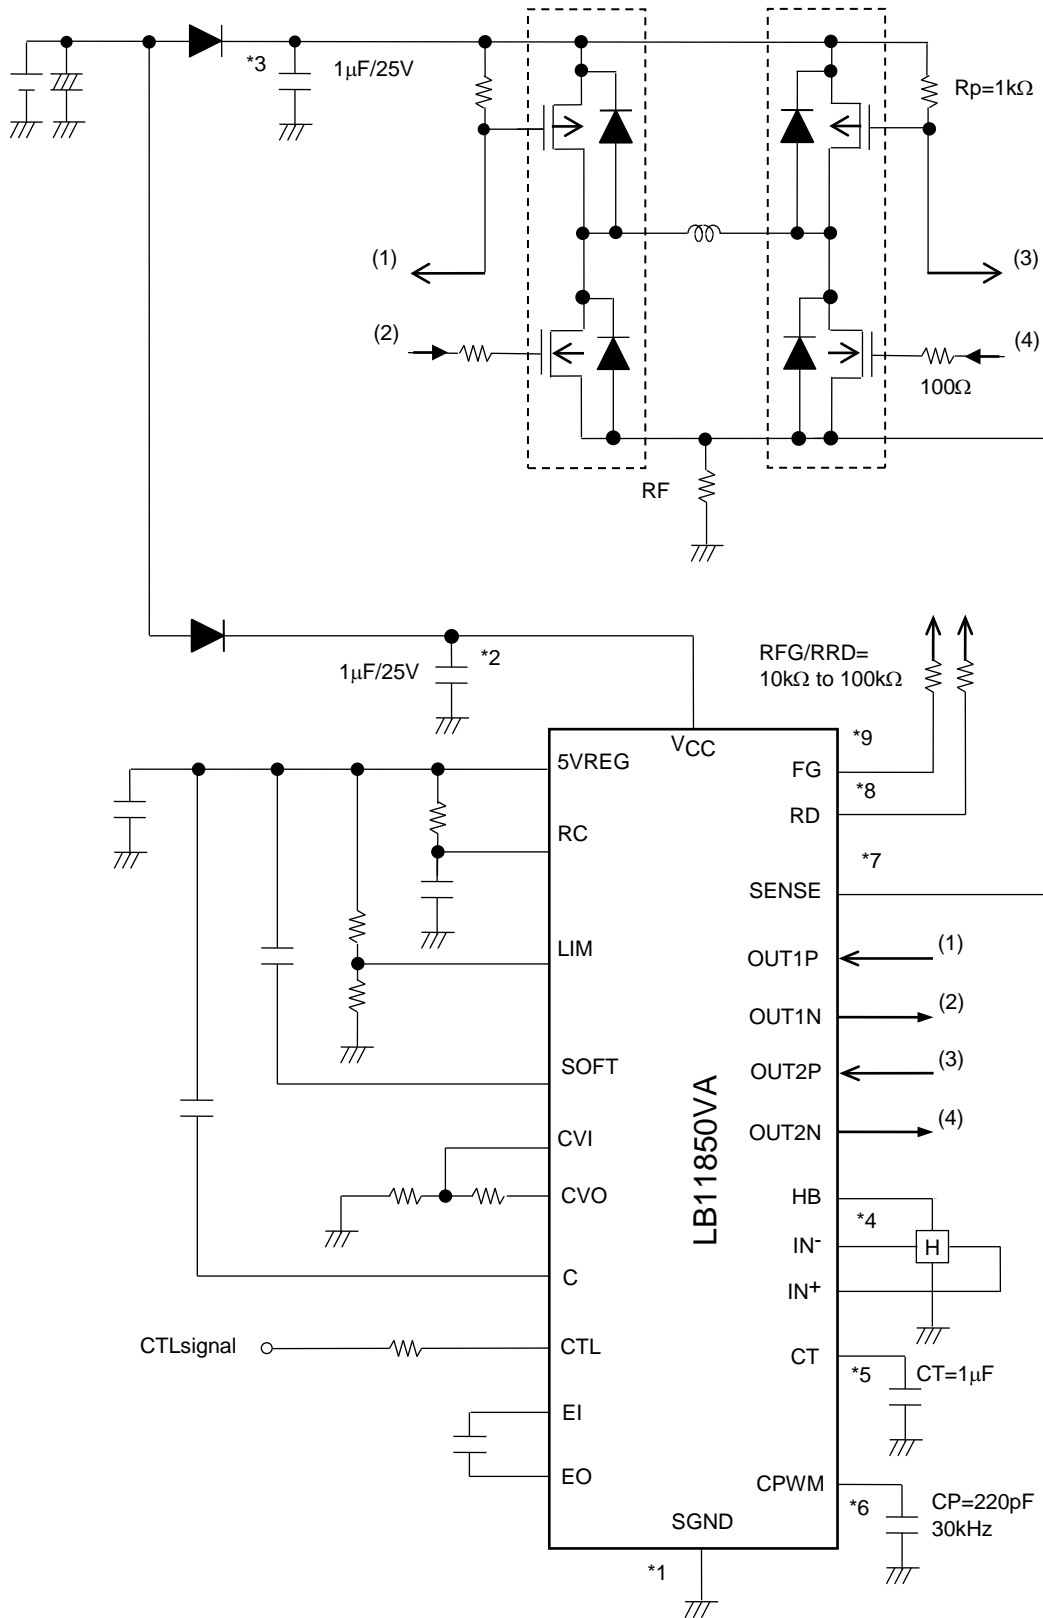 *3
1μF/25V
Rp=1kΩ
(1)
(3)
(2)
(4)
100Ω
RF
1μF/25V
*2
RFG/RRD=
10kΩ to 100kΩ
VCC
*9
5VREG
FG
*8
RD
RC
*7
SENSE
LIM
OUT1P
(1)
OUT1N
(2)
SOFT
OUT2P
(3)
LB11850VA
CVI
OUT2N
(4)
CVO
HB
*4
IN-
H
C
IN+
CTLsignal
CTL
CT
*5
CT=1μF
EI
EO
CPWM
*6
CP=220pF
30kHz
SGND
*1